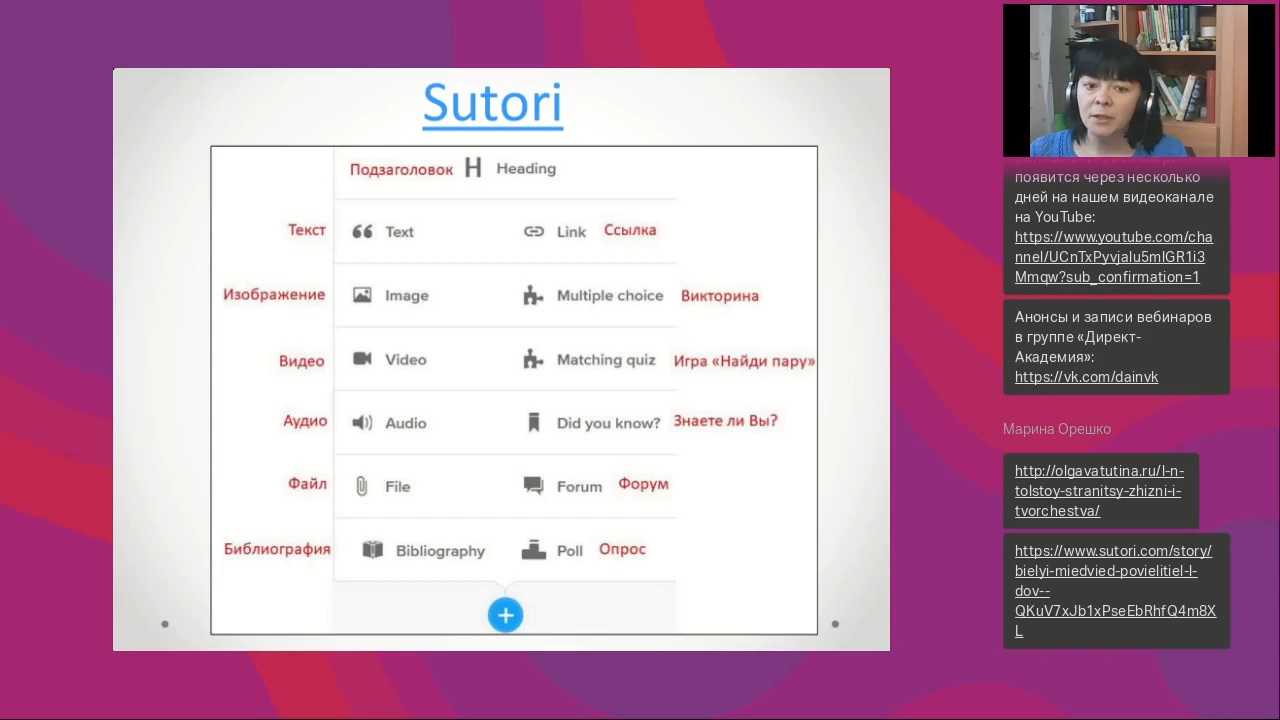 Sutori
Подзаголовок H Heading
Текст Text Link Ссылка
Изображение Image Multiple choice Викторина
Видео Video Matching quiz Игра «Найди пару»
Аудио Audio Did you know? Знаете ли Вы?
Файл File Forum Форум
Библиография Bibliography Poll Опрос
появится через несколько
дней на нашем видеоканале
на YouTube:
https://www.youtube.com/cha
nnel/UCnTxPyvjalu5mlGR1i3
Mmqw?sub_confirmation=1
Анонсы и записи вебинаров
в группе «Директ-
Академия»:
https://vk.com/dainvk
Марина Орешко
http://olgavatutina.ru/l-n-
tolstoy-stranitsy-zhizni-i-
tvorchestva/
https://www.sutori.com/story/
bielyi-miedvied-povielitiel-l-
dov--
QKuV7xJb1xPseEbRhfQ4m8X
L